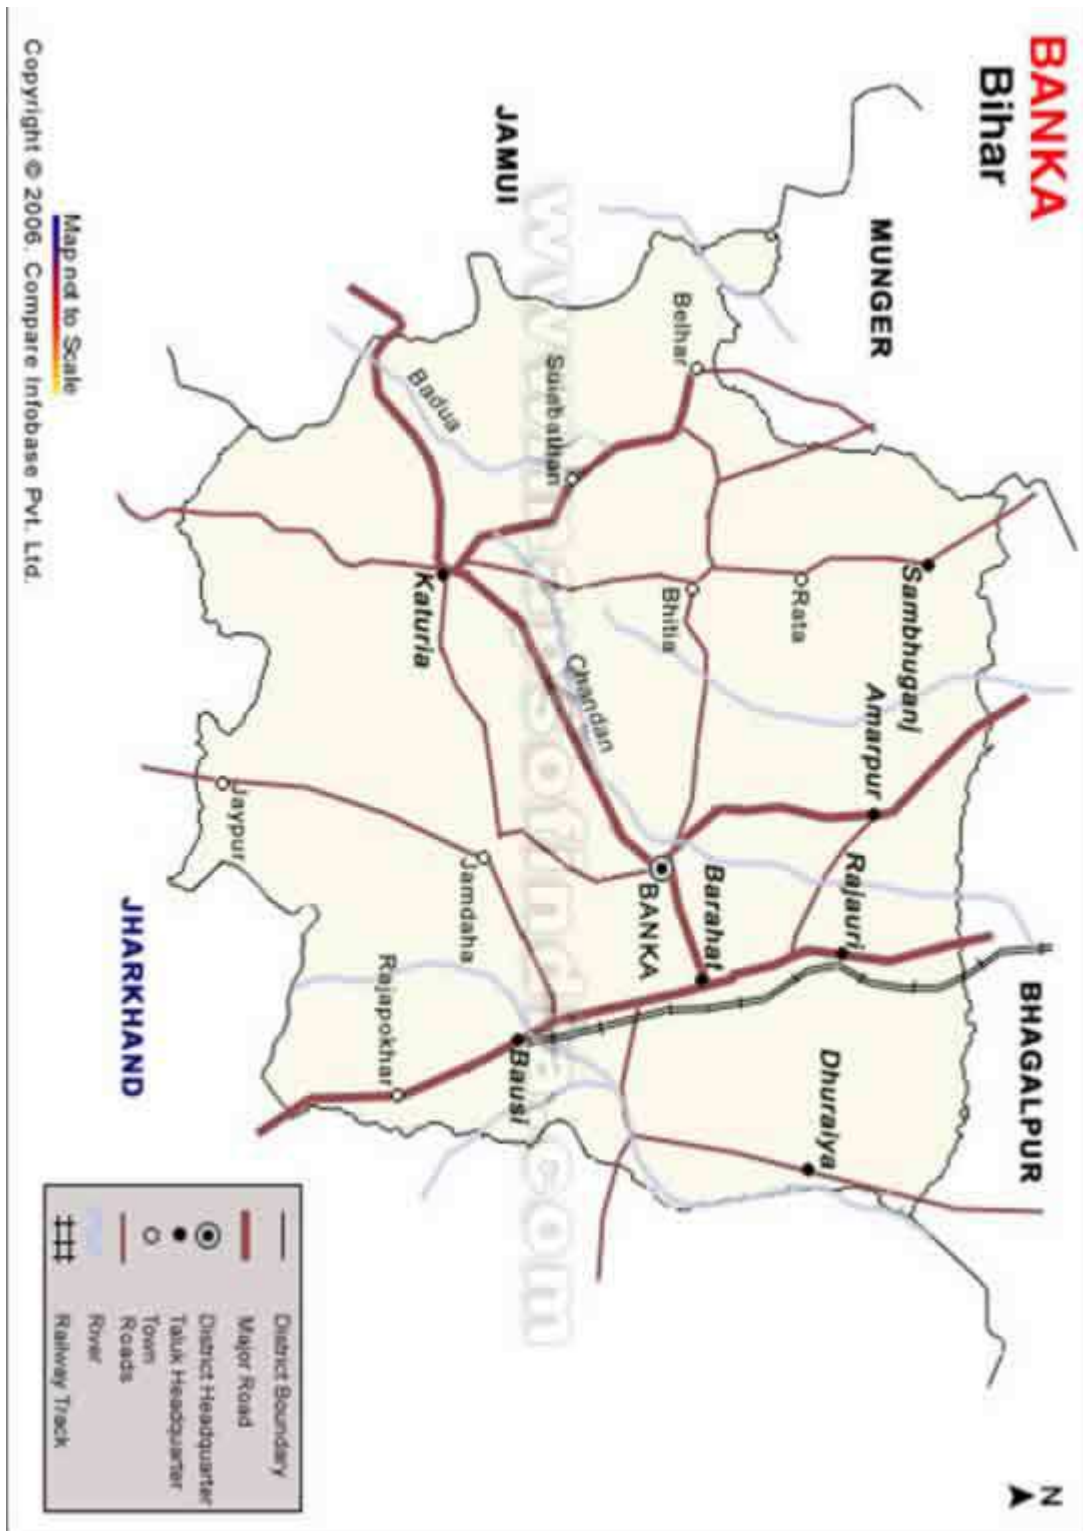 BANKA
Bihar
MUNGER
JAMUI
BHAGALPUR
JHARKHAND
Sambhuganj
Amarpur
Rajauri
Dhuraiya
Rata
Belhar
Bhitia
Barahat
BANKA
Suiabathan
Chandan
Badua
Katuria
Bausi
Jamdaha
Rajapokhar
Jaypur
N
District Boundary
Major Road
District Headquarter
Taluk Headquarter
Town
Roads
River
Railway Track
Map not to Scale
Copyright © 2006. Compare Infobase Pvt. Ltd.